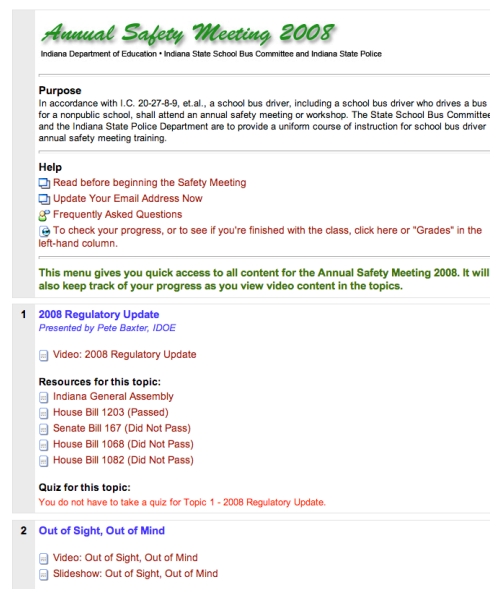 Annual Safety Meeting 2008
Indiana Department of Education • Indiana State School Bus Committee and Indiana State Police
Purpose
In accordance with I.C. 20-27-8-9, et.al., a school bus driver, including a school bus driver who drives a bus
for a nonpublic school, shall attend an annual safety meeting or workshop. The State School Bus Committee
and the Indiana State Police Department are to provide a uniform course of instruction for school bus driver
annual safety meeting training.
Help
Read before beginning the Safety Meeting
Update Your Email Address Now
Frequently Asked Questions
To check your progress, or to see if you're finished with the class, click here or "Grades" in the
left-hand column.
This menu gives you quick access to all content for the Annual Safety Meeting 2008. It will
also keep track of your progress as you view video content in the topics.
1 2008 Regulatory Update
Presented by Pete Baxter, IDOE
Video: 2008 Regulatory Update
Resources for this topic:
Indiana General Assembly
House Bill 1203 (Passed)
Senate Bill 167 (Did Not Pass)
House Bill 1068 (Did Not Pass)
House Bill 1082 (Did Not Pass)
Quiz for this topic:
You do not have to take a quiz for Topic 1 - 2008 Regulatory Update.
2 Out of Sight, Out of Mind
Video: Out of Sight, Out of Mind
Slideshow: Out of Sight, Out of Mind